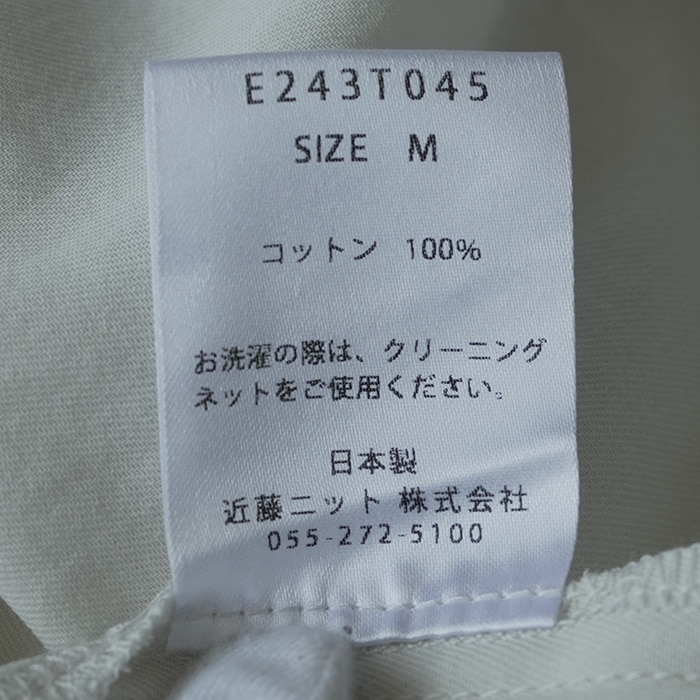 E243T045
SIZE M
コットン 100%
お洗濯の際は、クリーニング
ネットをご使用ください。
日本製
近藤ニット 株式会社
055-272-5100